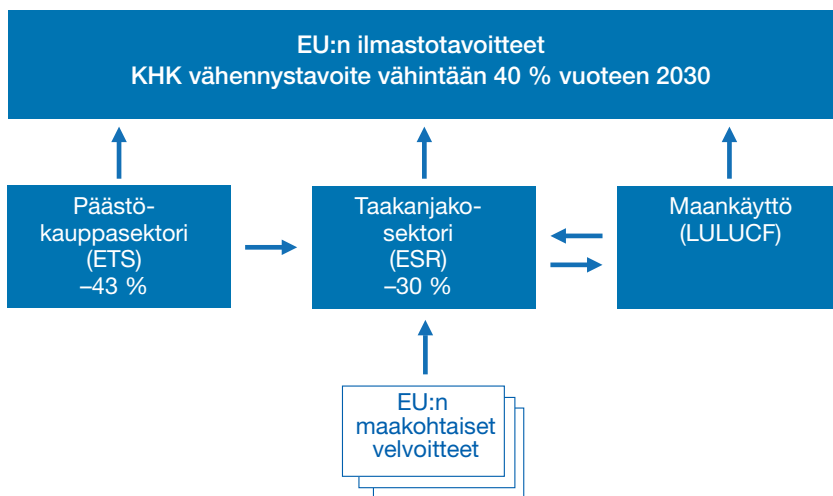 EU:n ilmastotavoitteet
KHK vähennystavoite vähintään 40 % vuoteen 2030
Päästö-
kauppasektori
(ETS)
–43 %
Taakanjako-
sektori
(ESR)
–30 %
Maankäyttö
(LULUCF)
EU:n
maakohtaiset
velvoitteet